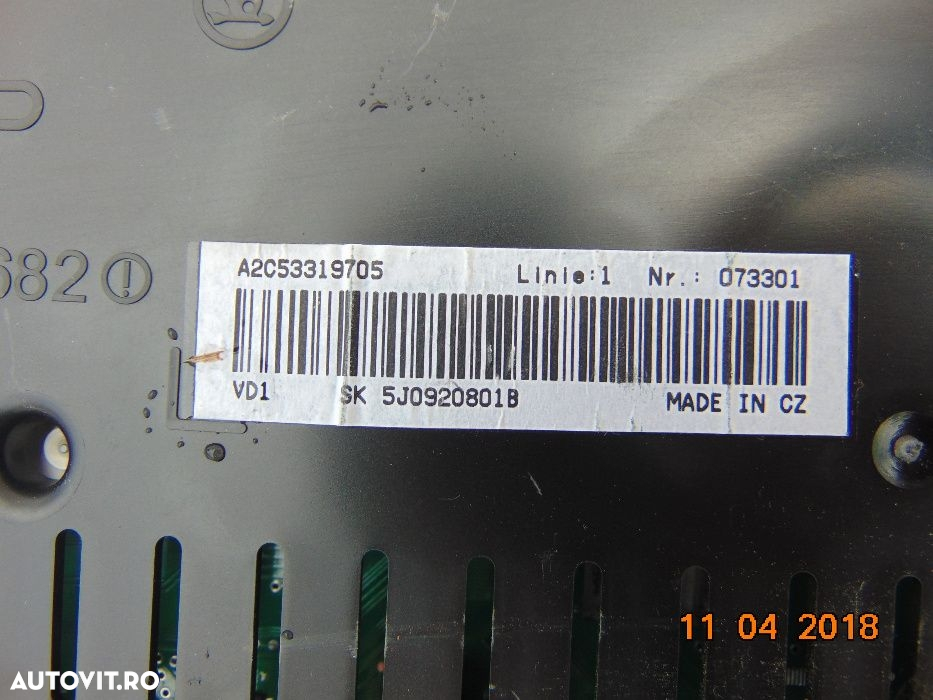 682
A2C53319705 Linie:1 Nr.: 073301
VD1 SK 5J0920801B MADE IN CZ
11 04 2018
AUTOVIT.RO